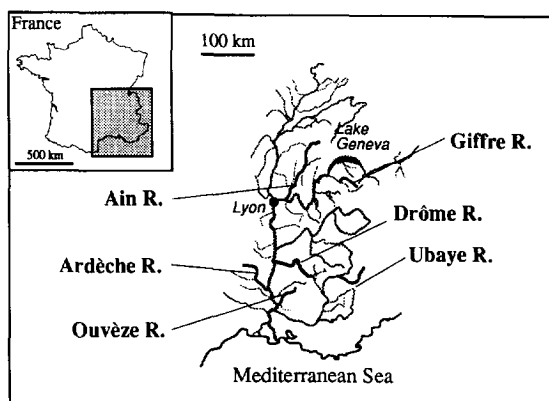 France
500 km
100 km
Lake
Geneva
Giffre R.
Ain R.
Lyon
Drôme R.
Ardèche R.
Ubaye R.
Ouvèze R.
Mediterranean Sea